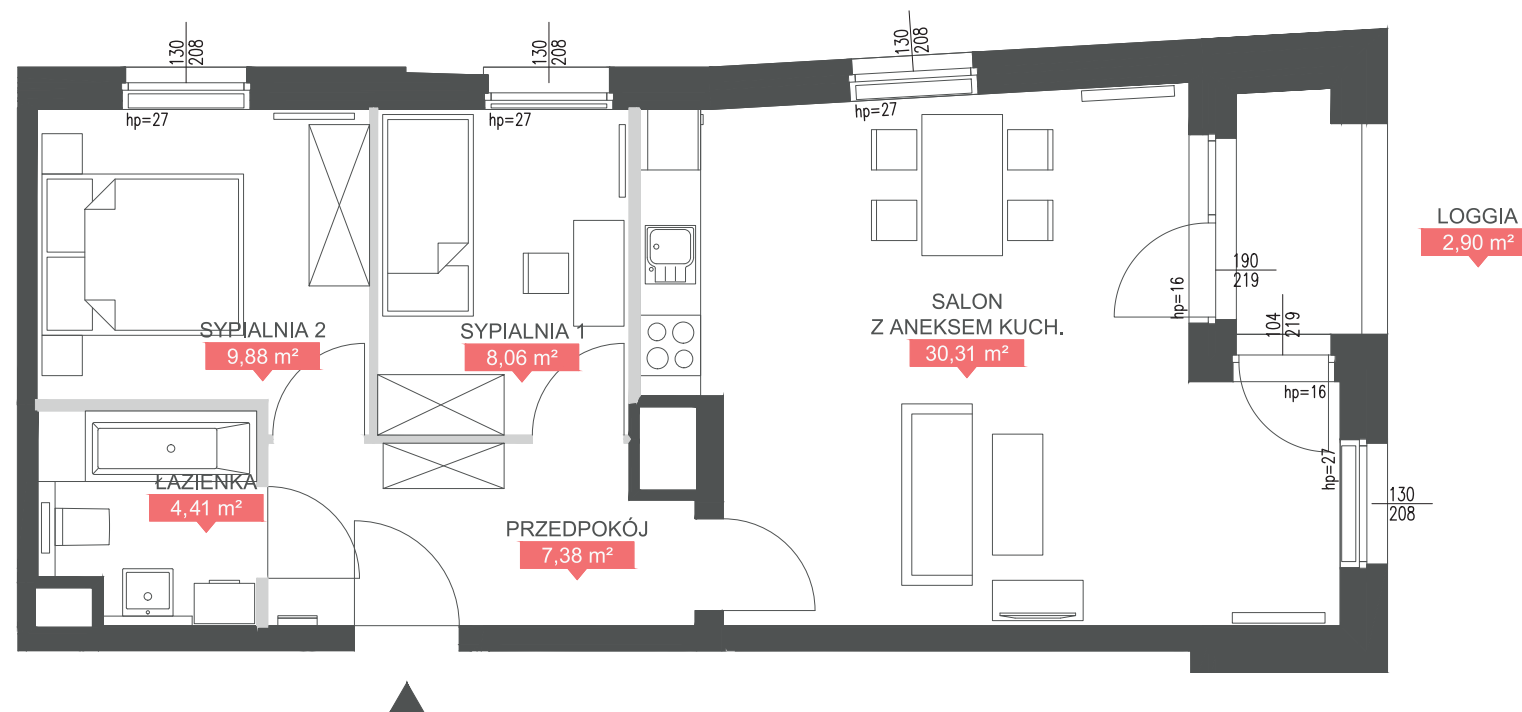 130
208
130
208
130
208
hp=27
hp=27
hp=27
LOGGIA
2,90 m²
190
219
hp=16
104
219
SALON
Z ANEKSEM KUCH.
30,31 m²
SYPIALNIA 2
9,88 m²
SYPIALNIA 1
8,06 m²
hp=16
hp=27
130
208
ŁAZIENKA
4,41 m²
PRZEDPOKÓJ
7,38 m²